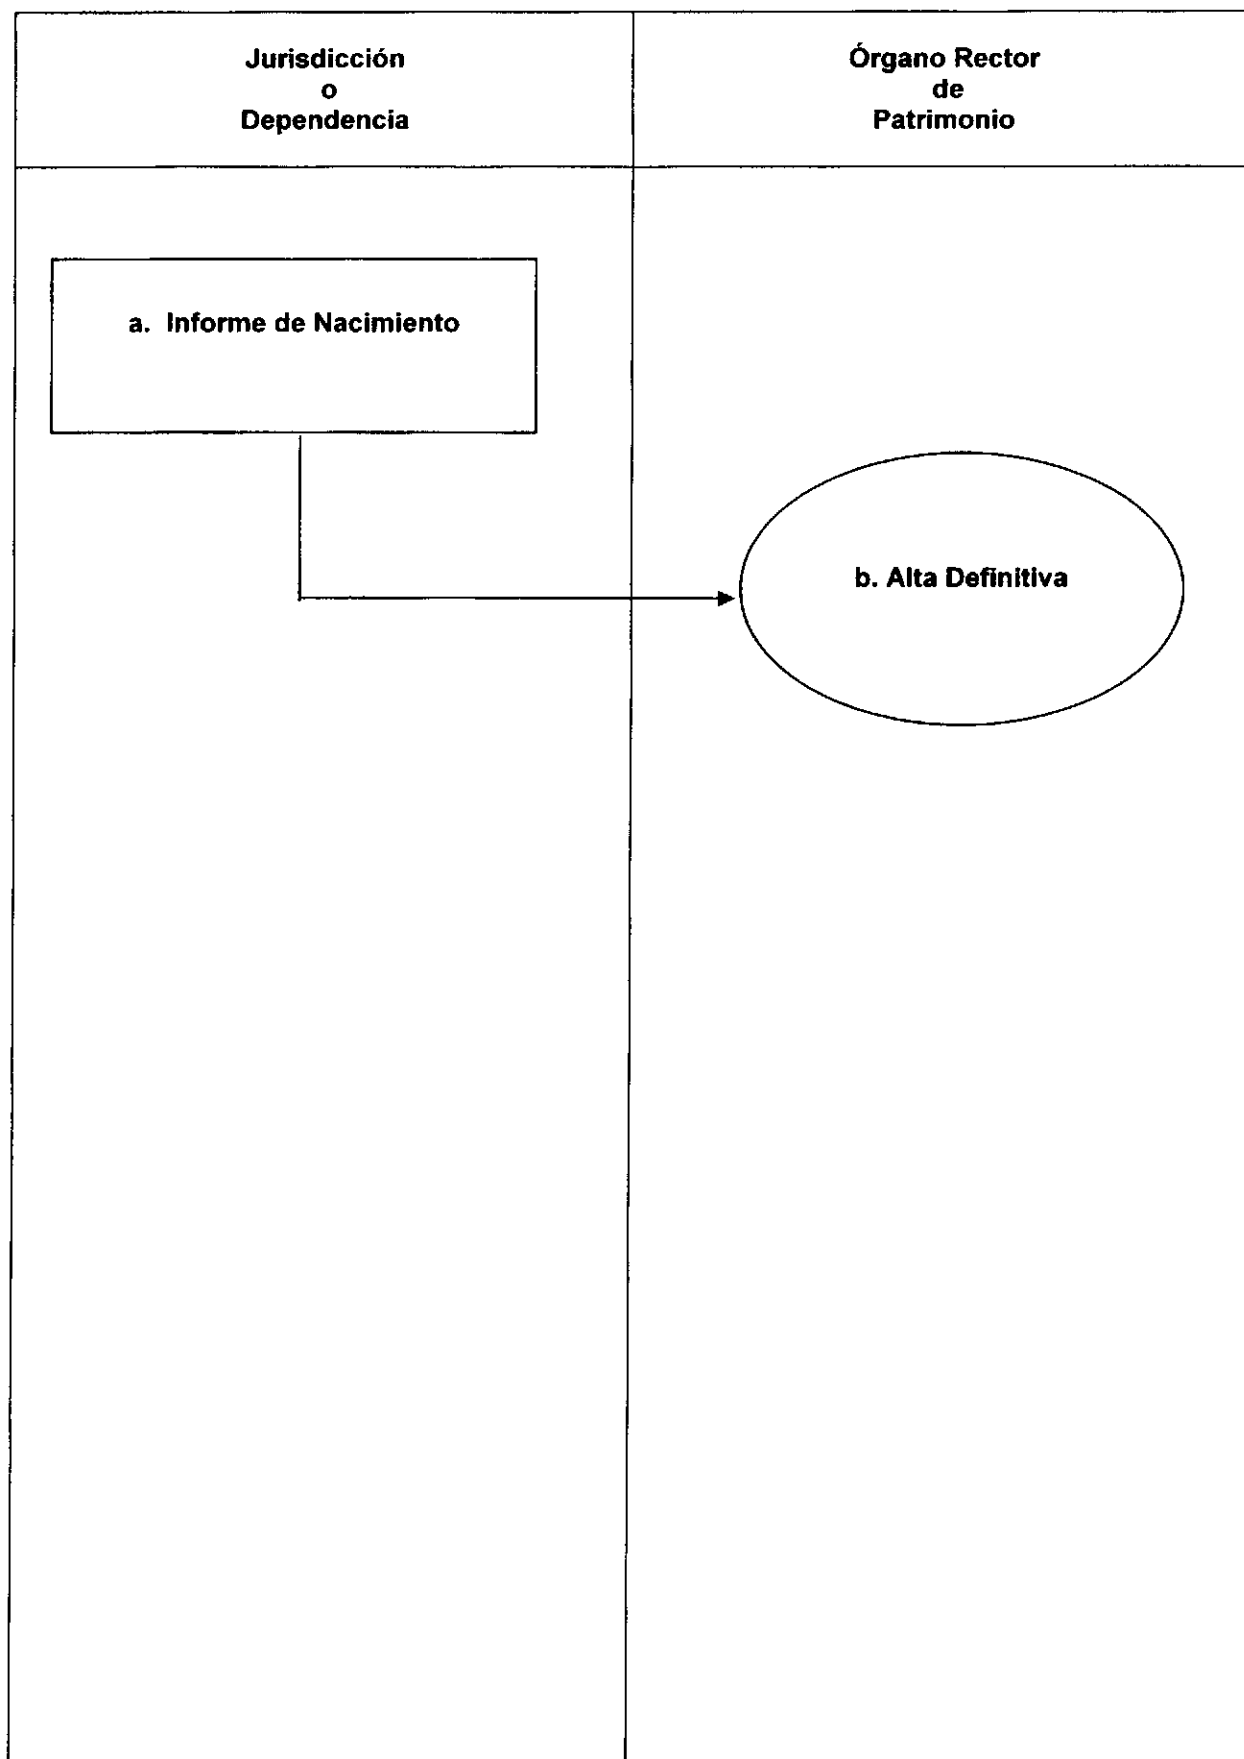 Jurisdicción
o
Dependencia
Órgano Rector
de
Patrimonio
a. Informe de Nacimiento
b. Alta Definitiva